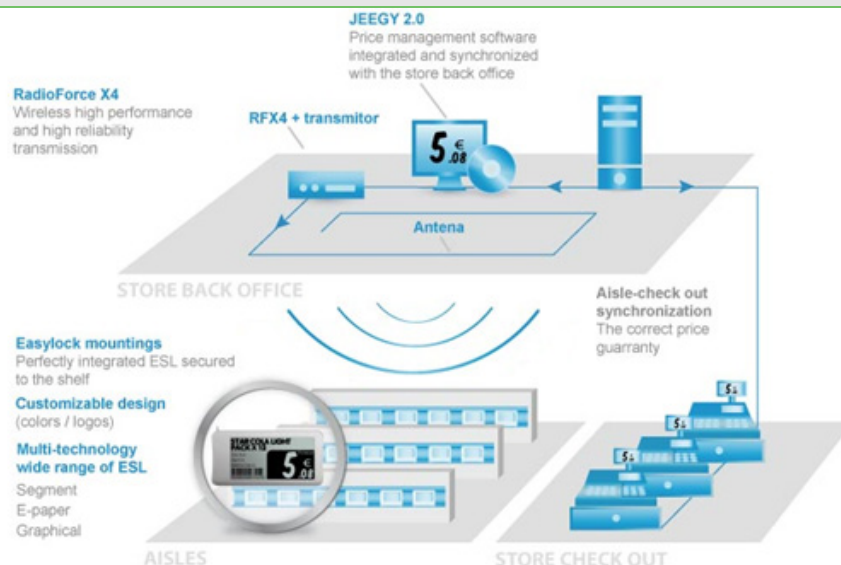 JEEGY 2.0
Price management software
integrated and synchronized
with the store back office
RadioForce X4
Wireless high performance
and high reliability
transmission
RFX4 + transmitor
5 €
.08
Antena
STORE BACK OFFICE
Aisle-check out
synchronization
The correct price
guarranty
Easylock mountings
Perfectly integrated ESL secured
to the shelf
Customizable design
(colors / logos)
Multi-technology
wide range of ESL
Segment
E-paper
Graphical
STAR COLA LIGHT
PACK X 12
5 €
.08
AISLES
STORE CHECK OUT